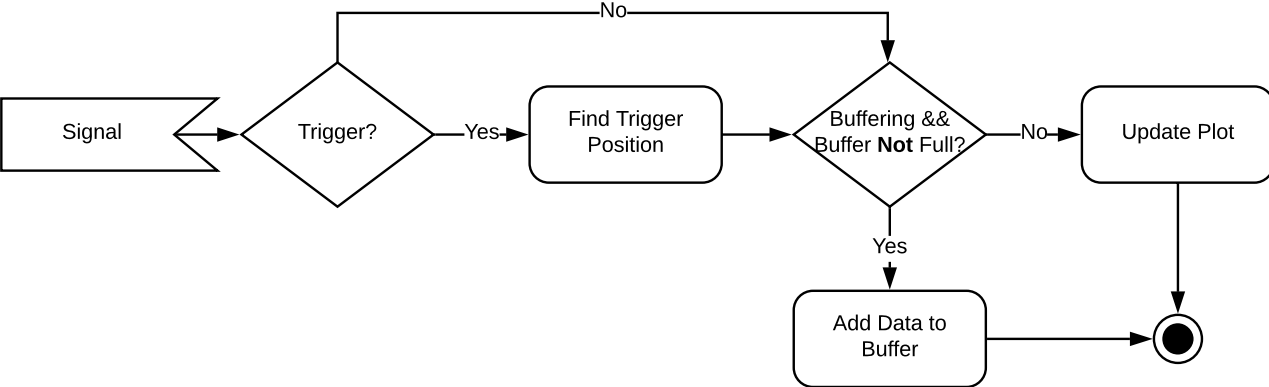 No
Signal
Trigger?
Yes
Find Trigger
Position
Buffering &&
Buffer Not Full?
No
Update Plot
Yes
Add Data to
Buffer